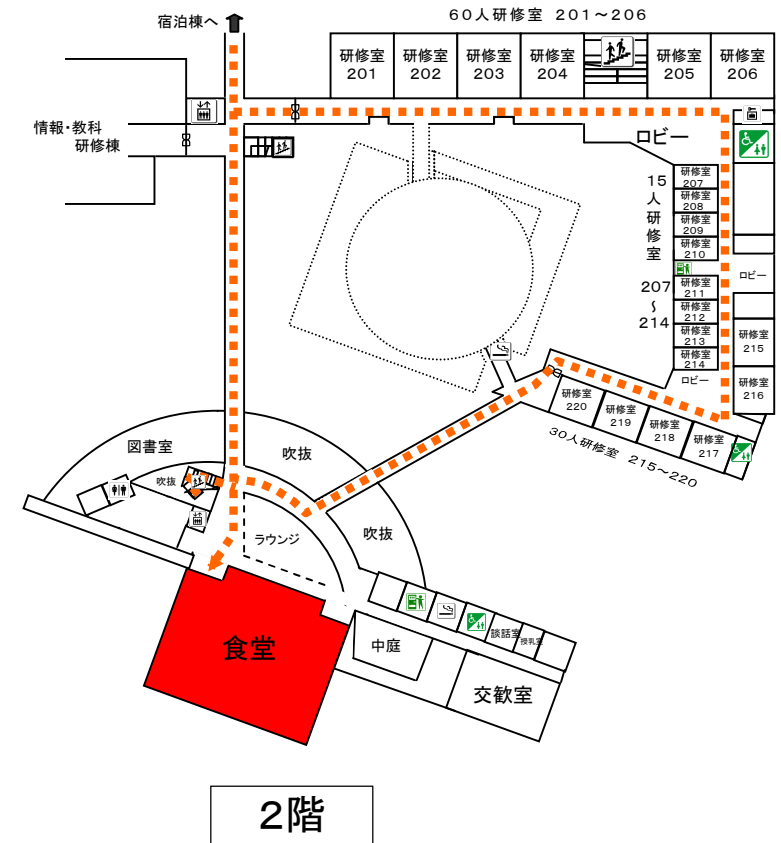 宿泊棟へ
60人研修室 201～206
研修室
201
研修室
202
研修室
203
研修室
204
研修室
205
研修室
206
情報・教科
研修棟
ロビー
15人研修室
207
～
214
研修室
207
研修室
208
研修室
209
研修室
210
研修室
211
研修室
212
研修室
213
研修室
214
ロビー
ロビー
研修室
215
研修室
216
研修室
220
研修室
219
研修室
218
研修室
217
30人研修室 215～220
図書室
吹抜
吹抜
吹抜
ラウンジ
食堂
中庭
談話室
授乳室
交歓室
2階